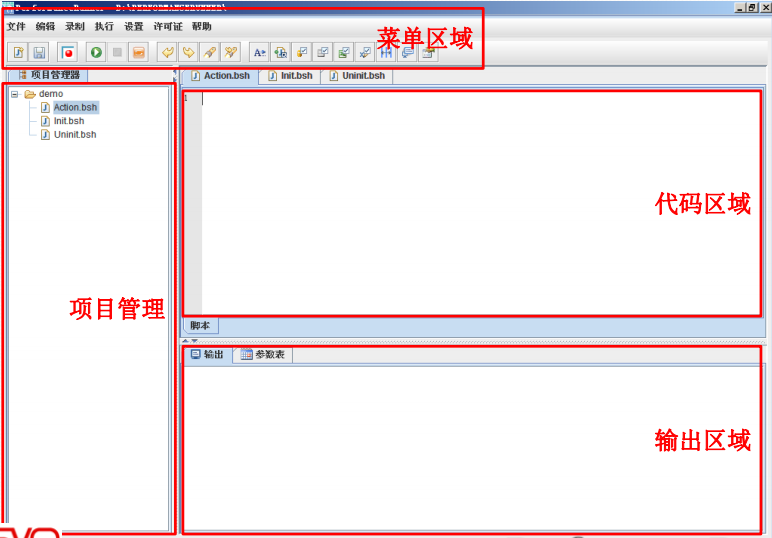 文件 编辑 录制 执行 设置 许可证 帮助
菜单区域
项目管理器
Action.bsh Init.bsh Uninit.bsh
demo
Action.bsh
Init.bsh
Uninit.bsh
1
代码区域
项目管理
脚本
输出 参数表
输出区域